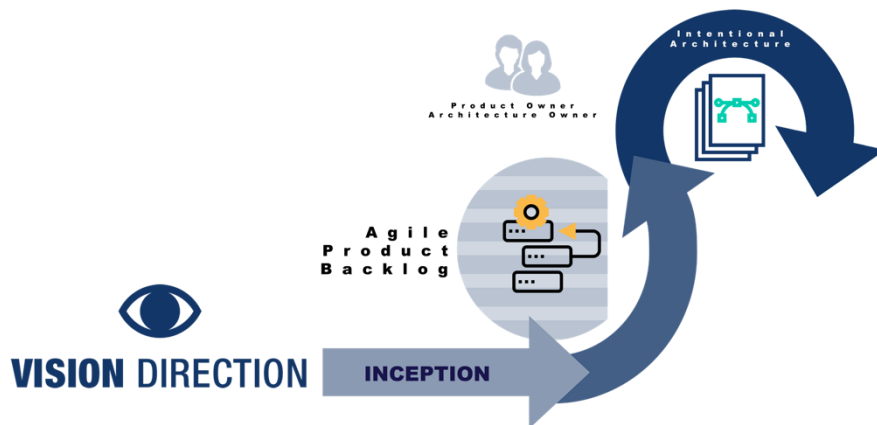 Intentional
Architecture
Product Owner
Architecture Owner
Agile
Product
Backlog
VISION DIRECTION
INCEPTION